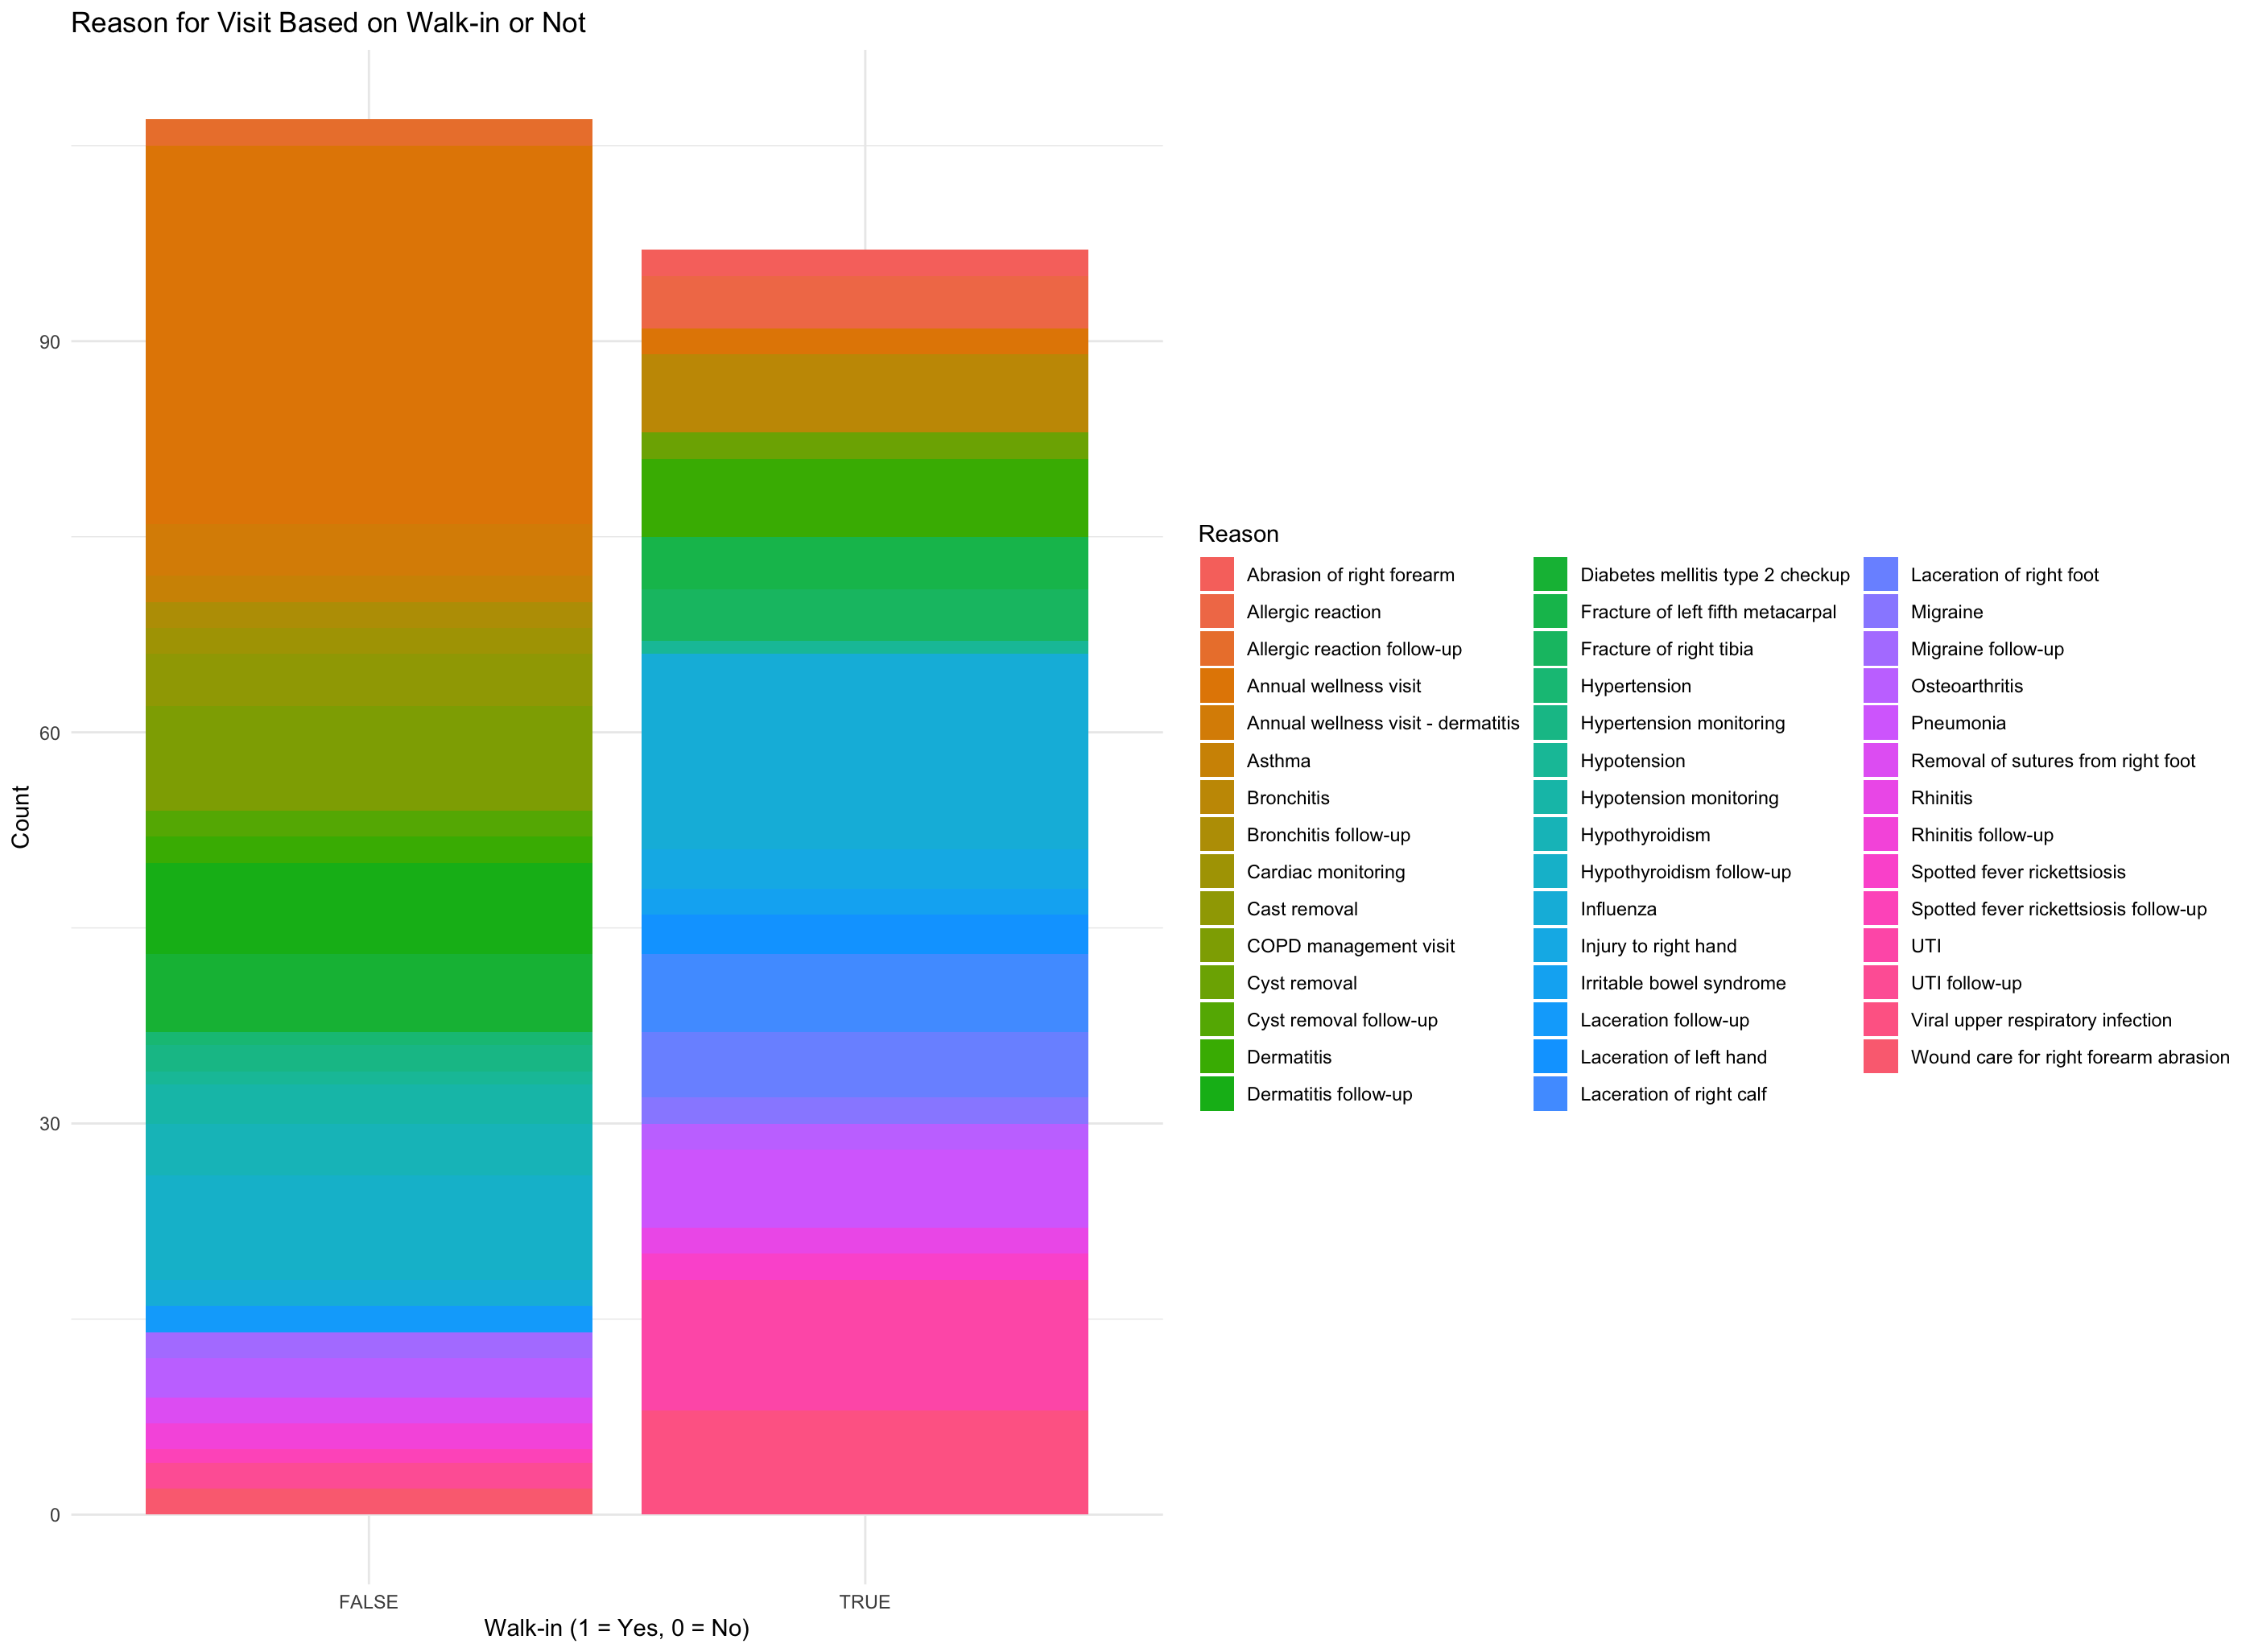 Reason for Visit Based on Walk-in or Not
90
60
30
0
Count
FALSE
TRUE
Walk-in (1 = Yes, 0 = No)
Reason
Abrasion of right forearm
Allergic reaction
Allergic reaction follow-up
Annual wellness visit
Annual wellness visit - dermatitis
Asthma
Bronchitis
Bronchitis follow-up
Cardiac monitoring
Cast removal
COPD management visit
Cyst removal
Cyst removal follow-up
Dermatitis
Dermatitis follow-up
Diabetes mellitis type 2 checkup
Fracture of left fifth metacarpal
Fracture of right tibia
Hypertension
Hypertension monitoring
Hypotension
Hypotension monitoring
Hypothyroidism
Hypothyroidism follow-up
Influenza
Injury to right hand
Irritable bowel syndrome
Laceration follow-up
Laceration of left hand
Laceration of right calf
Laceration of right foot
Migraine
Migraine follow-up
Osteoarthritis
Pneumonia
Removal of sutures from right foot
Rhinitis
Rhinitis follow-up
Spotted fever rickettsiosis
Spotted fever rickettsiosis follow-up
UTI
UTI follow-up
Viral upper respiratory infection
Wound care for right forearm abrasion